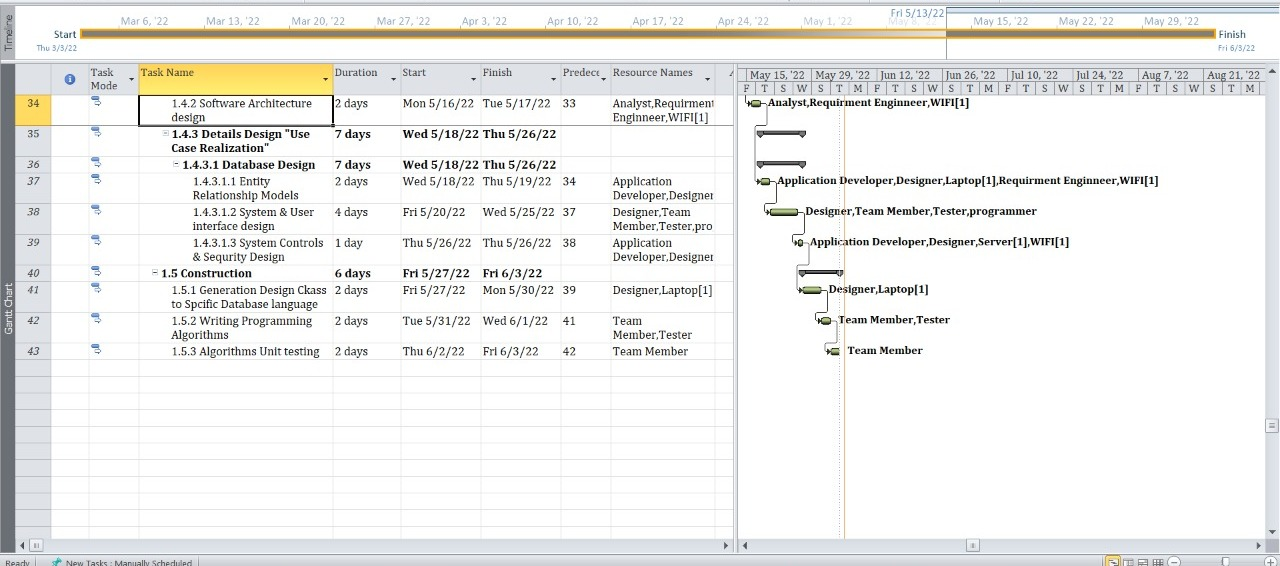 Fri 5/13/22
Mar 6, '22 Mar 13, '22 Mar 20, '22 Mar 27, '22 Apr 3, '22 Apr 10, '22 Apr 17, '22 Apr 24, '22 May 1, '22 May 8, '22 May 15, '22 May 22, '22 May 29, '22
Timeline
Start
Thu 3/3/22
Finish
Fri 6/3/22
Task Mode Task Name Duration Start Finish Predece Resource Names
May 15, '22 May 29, '22 Jun 12, '22 Jun 26, '22 Jul 10, '22 Jul 24, '22 Aug 7, '22 Aug 21, '22
F T S W S T M F T S W S T M F T S W S T M F T S W S T M
34 1.4.2 Software Architecture 2 days Mon 5/16/22 Tue 5/17/22 33 Analyst,Requirment Analyst,Requirment Enginneer,WIFI[1]
design Enginneer,WIFI[1]
35 1.4.3 Details Design "Use 7 days Wed 5/18/22 Thu 5/26/22
Case Realization"
36 1.4.3.1 Database Design 7 days Wed 5/18/22 Thu 5/26/22
37 1.4.3.1.1 Entity 2 days Wed 5/18/22 Thu 5/19/22 34 Application Application Developer,Designer,Laptop[1],Requirment Enginneer,WIFI[1]
Relationship Models Developer,Designer
38 1.4.3.1.2 System & User 4 days Fri 5/20/22 Wed 5/25/22 37 Designer,Team Designer,Team Member,Tester,programmer
interface design Member,Tester,pro
39 1.4.3.1.3 System Controls 1 day Thu 5/26/22 Thu 5/26/22 38 Application Application Developer,Designer,Server[1],WIFI[1]
& Sequrity Design Developer,Designer
40 1.5 Construction 6 days Fri 5/27/22 Fri 6/3/22
41 1.5.1 Generation Design Ckass 2 days Fri 5/27/22 Mon 5/30/22 39 Designer,Laptop[1] Designer,Laptop[1]
to Spcific Database language
42 1.5.2 Writing Programming 2 days Tue 5/31/22 Wed 6/1/22 41 Team Team Member,Tester
Algorithms Member,Tester
43 1.5.3 Algorithms Unit testing 2 days Thu 6/2/22 Fri 6/3/22 42 Team Member Team Member
Gantt Chart
Ready New Tasks : Manually Scheduled